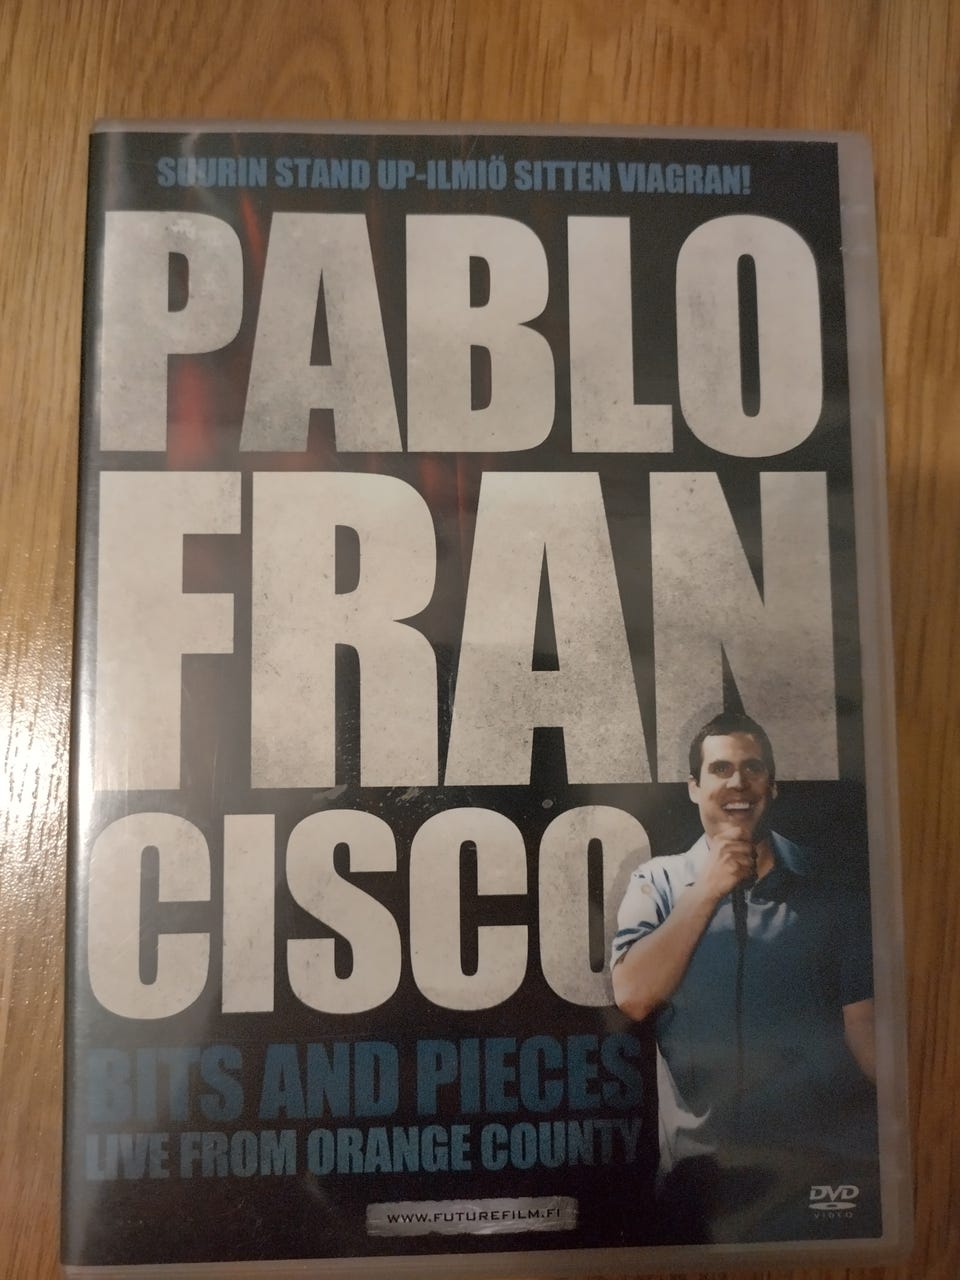 SUURIN STAND UP-ILMIÖ SITTEN VIAGRAN!
PABLO
FRAN
CISCO
BITS AND PIECES
LIVE FROM ORANGE COUNTY
WWW.FUTUREFILM.FI
DVD
VIDEO